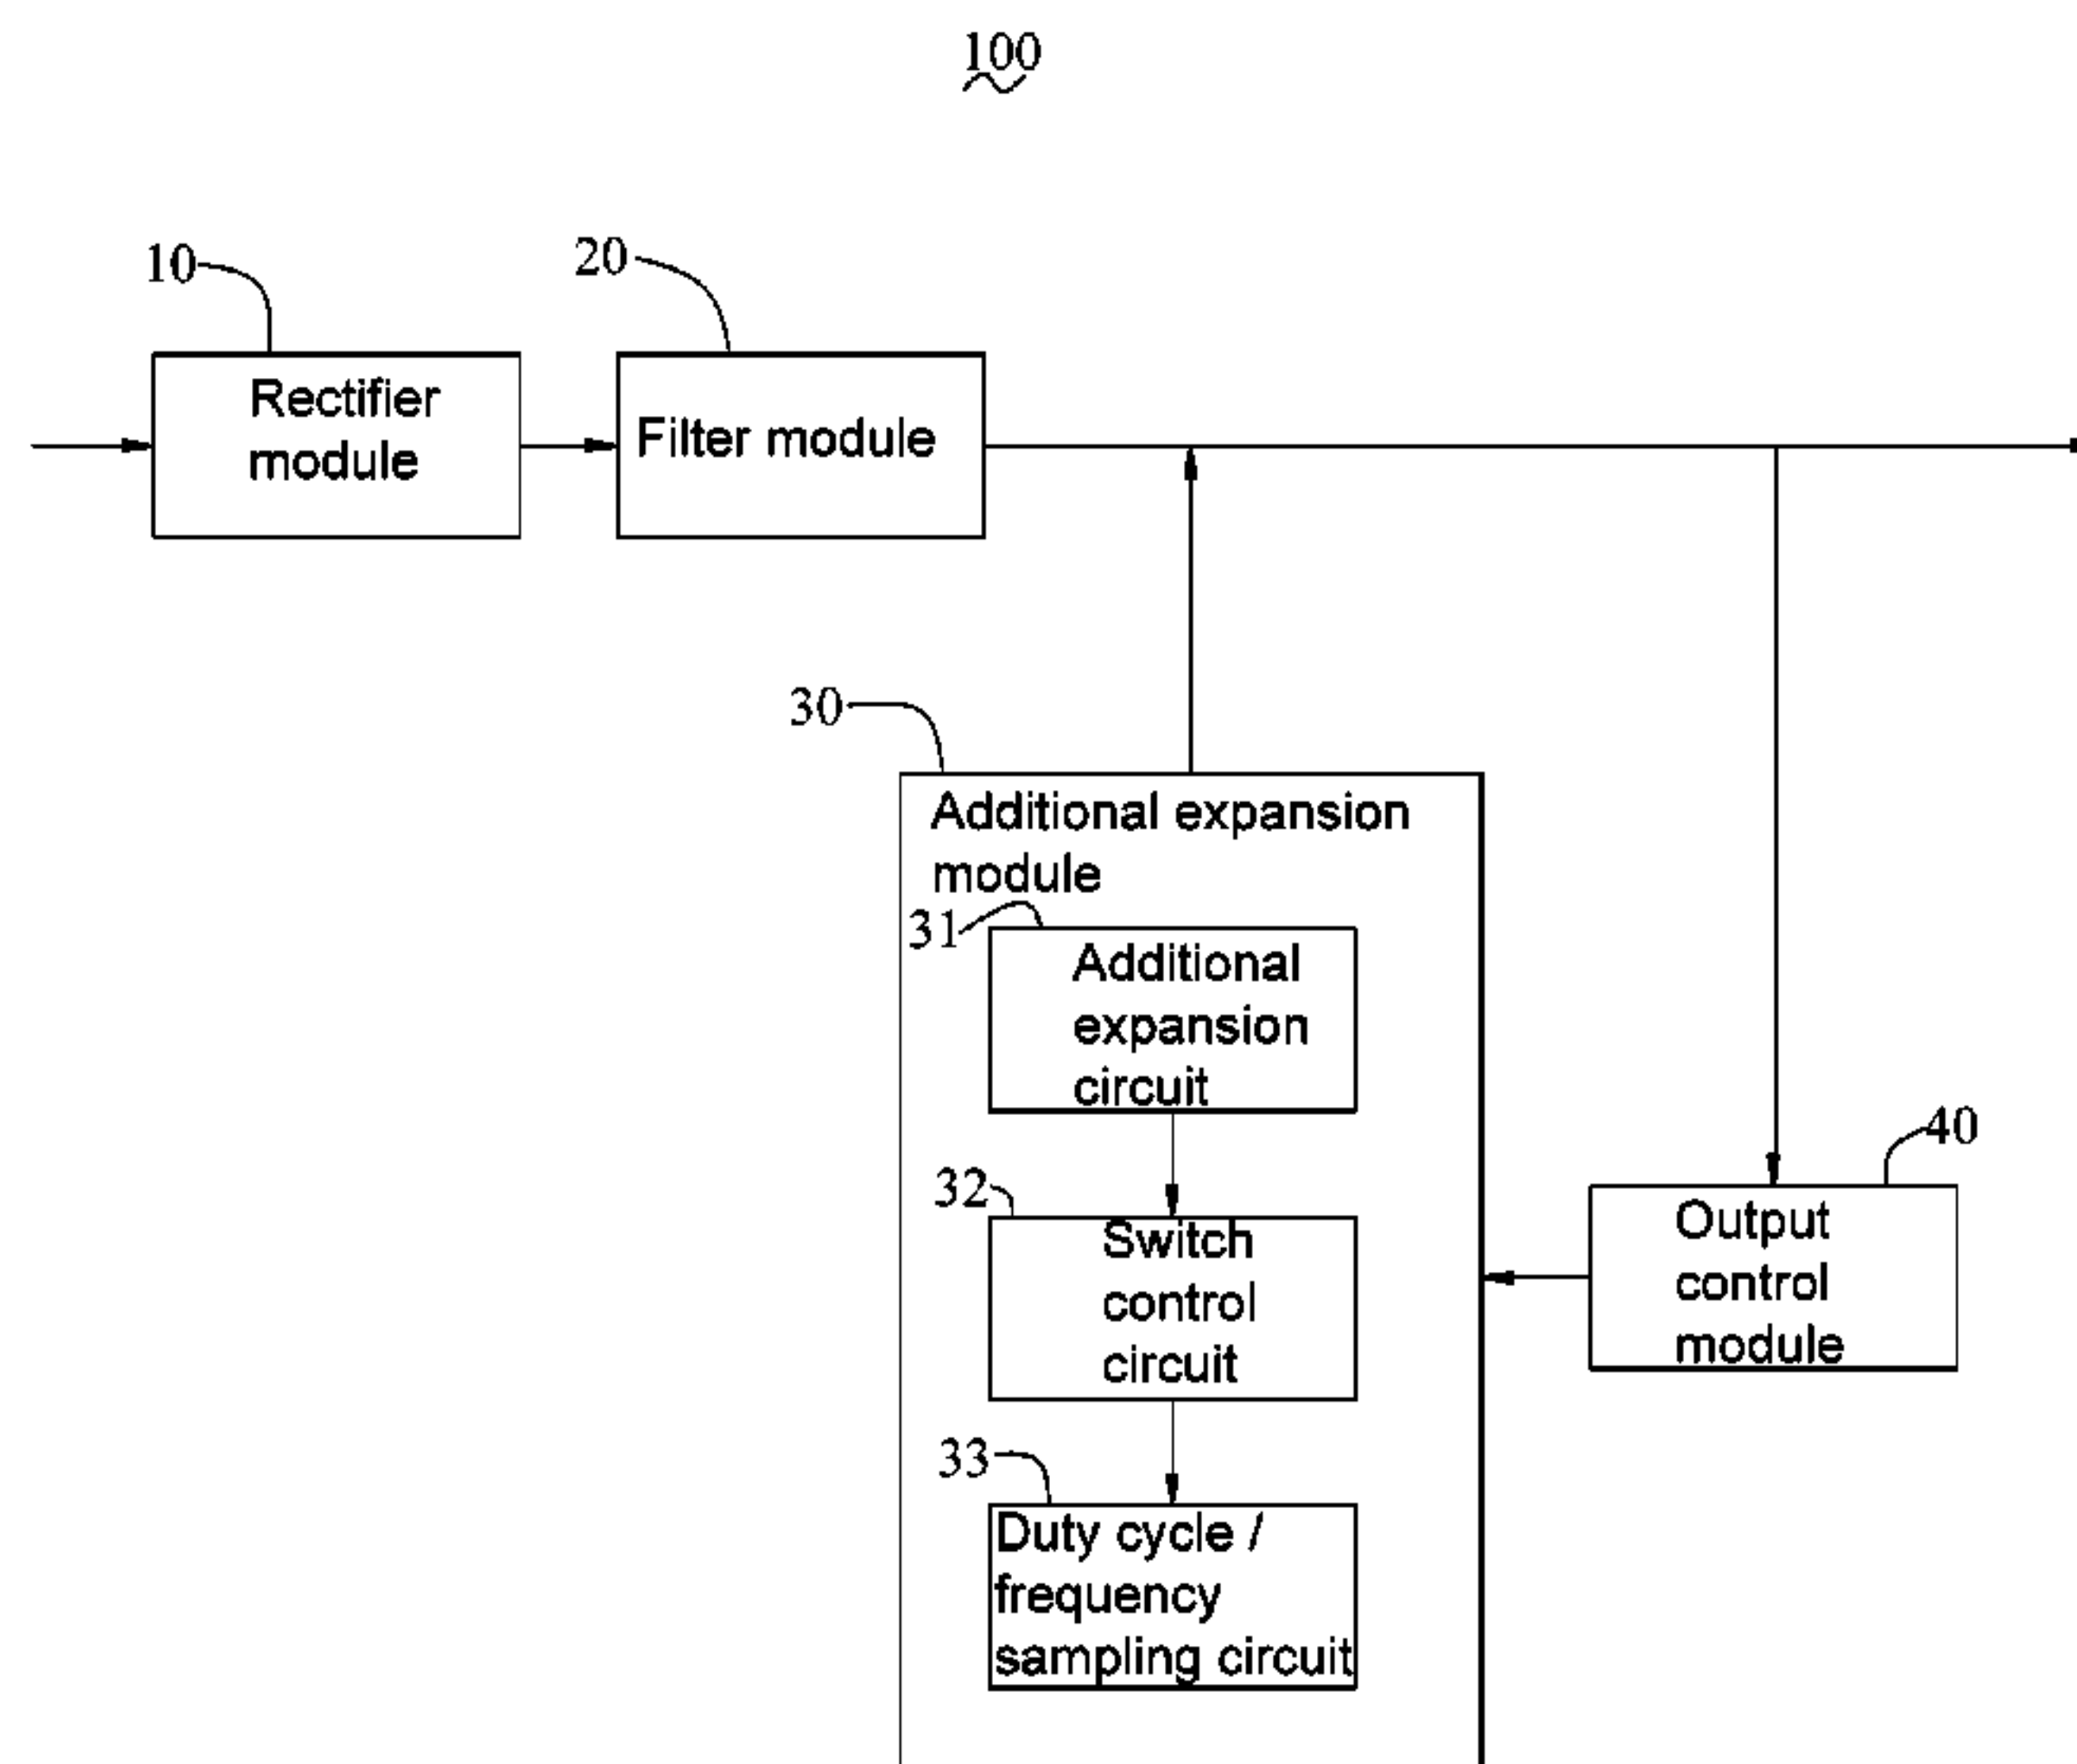 100
10
20
Rectifier
module
Filter module
30
Additional expansion
module
31
Additional
expansion
circuit
40
32
Switch
control
circuit
Output
control
module
33
Duty cycle /
frequency
sampling circuit